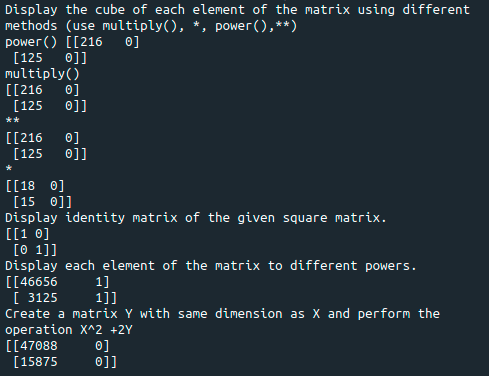 Display the cube of each element of the matrix using different
methods (use multiply(), *, power(),**)
power() [[216   0]
 [125   0]]
multiply()
[[216   0]
 [125   0]]
**
[[216   0]
 [125   0]]
*
[[18  0]
 [15  0]]
Display identity matrix of the given square matrix.
[[1 0]
 [0 1]]
Display each element of the matrix to different powers.
[[46656     1]
 [ 3125     1]]
Create a matrix Y with same dimension as X and perform the
operation X^2 +2Y
[[47088     0]
 [15875     0]]